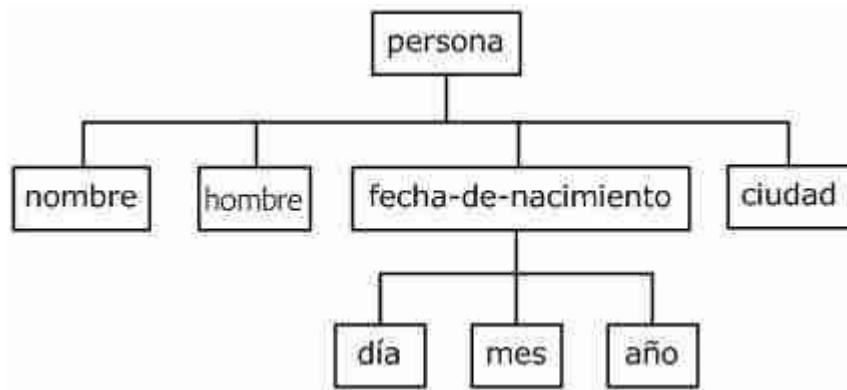 persona
nombre
hombre
fecha-de-nacimiento
ciudad
día
mes
año